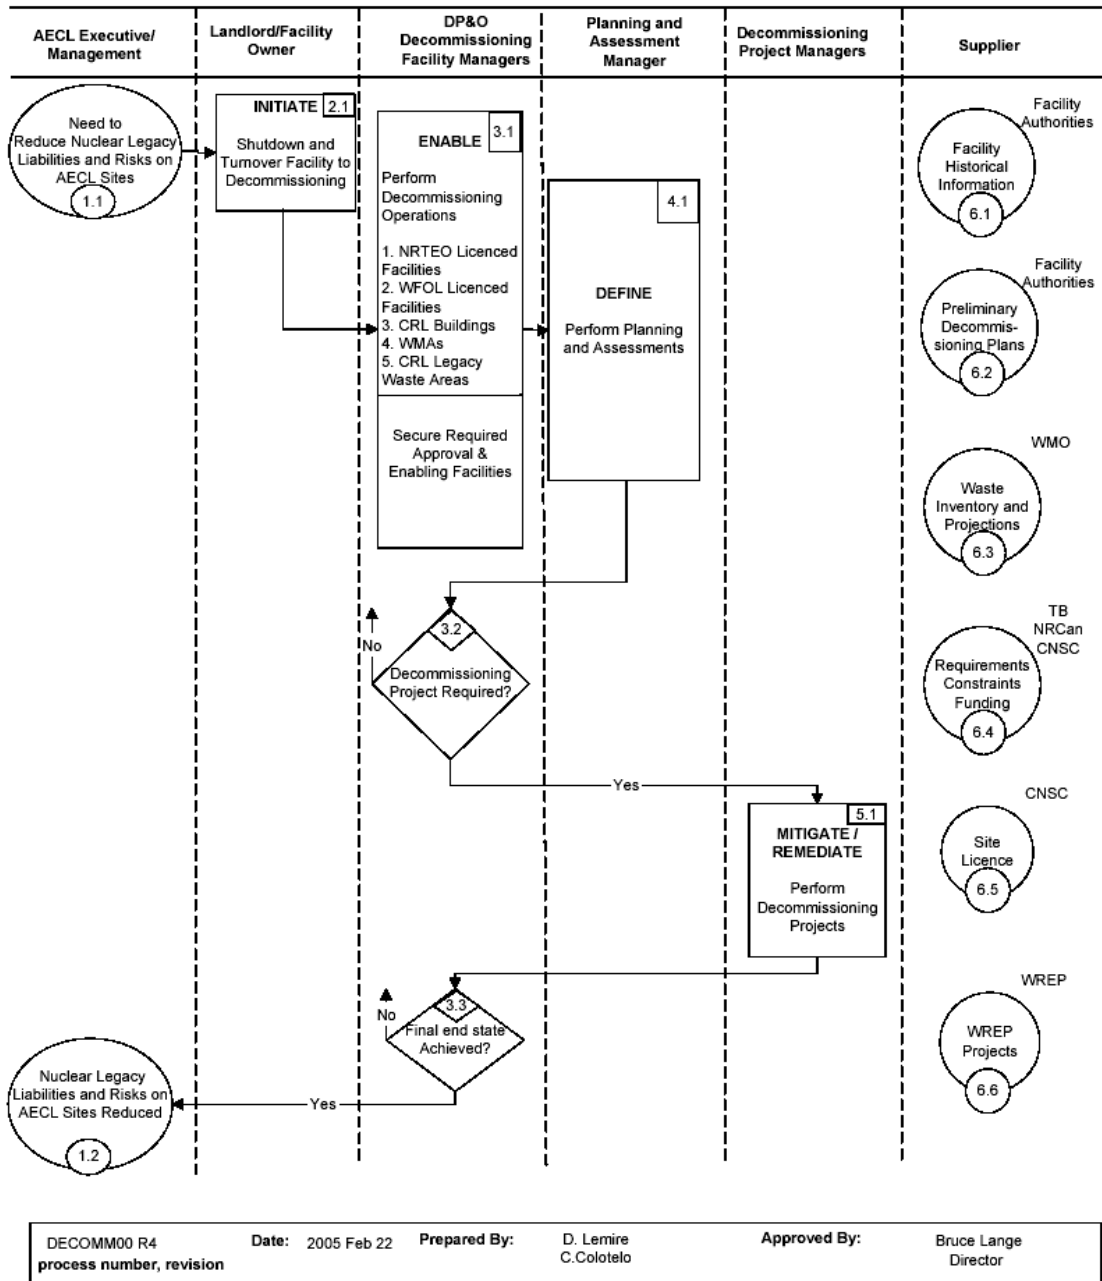 AECL Executive/
Management
Landlord/Facility
Owner
DP&O
Decommissioning
Facility Managers
Planning and
Assessment
Manager
Decommissioning
Project Managers
Supplier
Need to
Reduce Nuclear Legacy
Liabilities and Risks on
AECL Sites
1.1
INITIATE 2.1
Shutdown and
Turnover Facility to
Decommissioning
ENABLE 3.1
Perform
Decommissioning
Operations
1. NRTEO Licenced
Facilities
2. WFOL Licenced
Facilities
3. CRL Buildings
4. WMAs
5. CRL Legacy
Waste Areas
Secure Required
Approval &
Enabling Facilities
4.1
DEFINE
Perform Planning
and Assessments
Facility
Authorities
Facility
Historical
Information
6.1
Facility
Authorities
Preliminary
Decommis-
sioning Plans
6.2
WMO
Waste
Inventory and
Projections
6.3
3.2
No
Decommissioning
Project Required?
Yes
TB
NRCan
CNSC
Requirements
Constraints
Funding
6.4
5.1
MITIGATE /
REMEDIATE
Perform
Decommissioning
Projects
CNSC
Site
Licence
6.5
3.3
No
Final end state
Achieved?
Yes
WREP
WREP
Projects
6.6
Nuclear Legacy
Liabilities and Risks on
AECL Sites Reduced
1.2
DECOMM00 R4
process number, revision
Date: 2005 Feb 22
Prepared By:
D. Lemire
C.Colotelo
Approved By:
Bruce Lange
Director